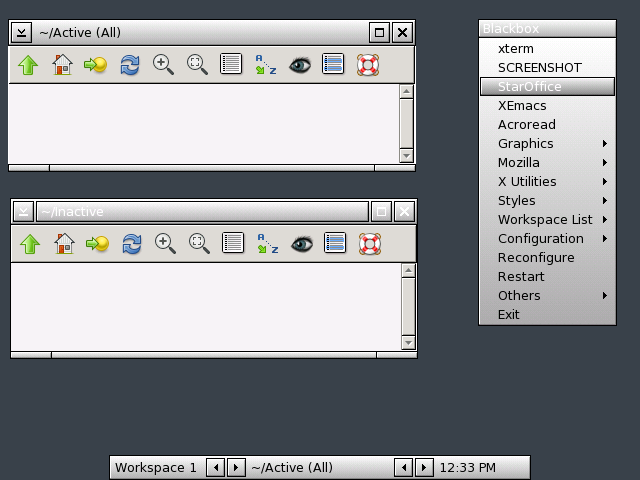 ~/Active (All)
~/Inactive
Blackbox
xterm
SCREENSHOT
StarOffice
XEmacs
Acroread
Graphics
Mozilla
X Utilities
Styles
Workspace List
Configuration
Reconfigure
Restart
Others
Exit
Workspace 1 ~/Active (All) 12:33 PM